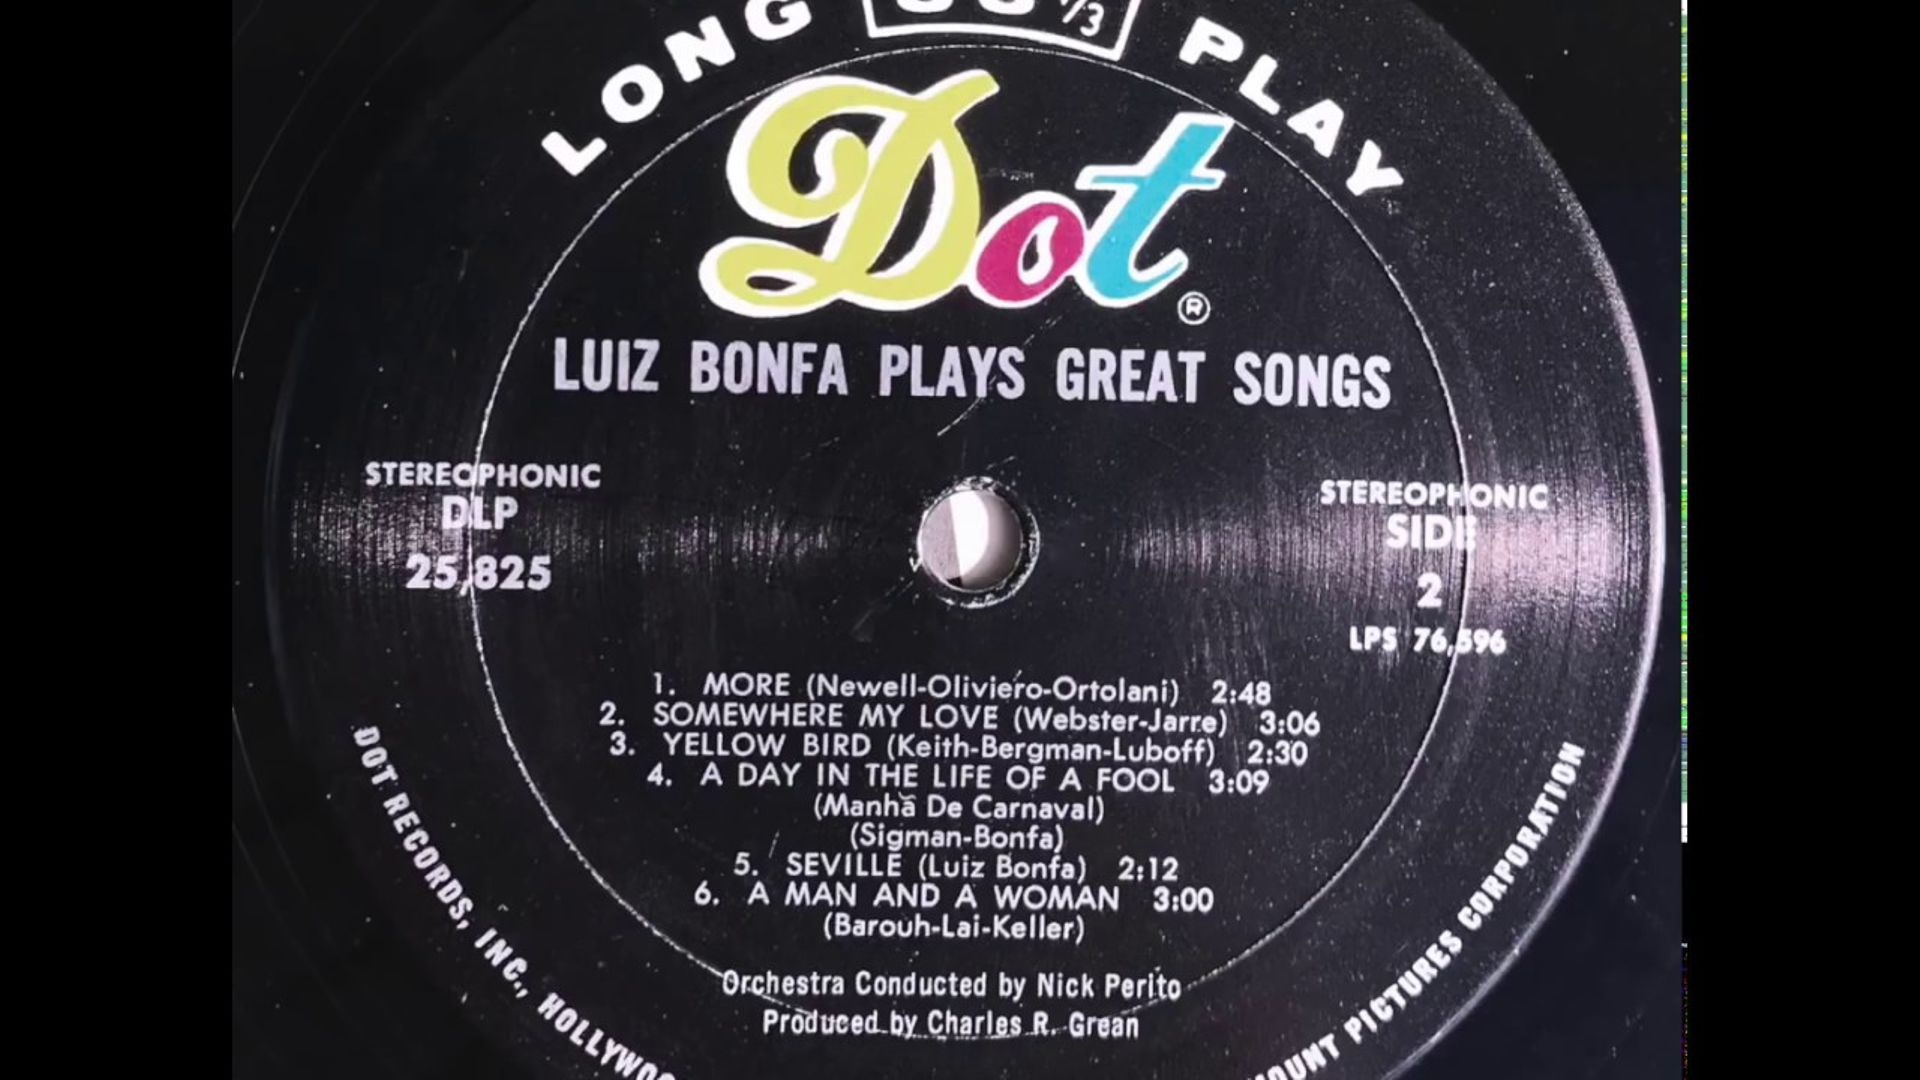 LONG PLAY
Dot
®
LUIZ BONFA PLAYS GREAT SONGS
STEREOPHONIC
DLP
25,825
STEREOPHONIC
SIDE
2
LPS 76,596
1. MORE (Newell-Oliviero-Ortolani) 2:48
2. SOMEWHERE MY LOVE (Webster-Jarre) 3:06
3. YELLOW BIRD (Keith-Bergman-Luboff) 2:30
4. A DAY IN THE LIFE OF A FOOL 3:09
(Manhã De Carnaval)
(Sigman-Bonfa)
5. SEVILLE (Luiz Bonfa) 2:12
6. A MAN AND A WOMAN 3:00
(Barouh-Lai-Keller)
Orchestra Conducted by Nick Perito
Produced by Charles R. Grean
DOT RECORDS, INC.,
PICTURES CORPORATION